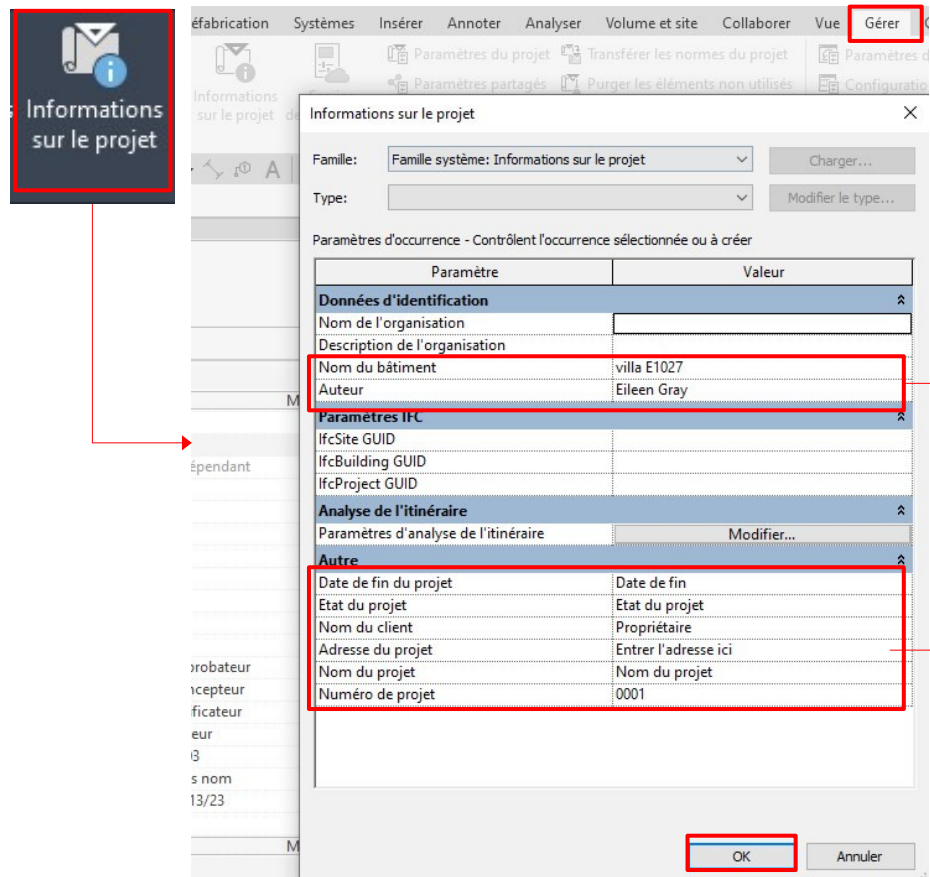 éfabrication Systèmes Insérer Annoter Analyser Volume et site Collaborer Vue Gérer
Informations
sur le projet
Informations
sur le projet
Paramètres du projet Transférer les normes du projet
Paramètres partagés Purger les éléments non utilisés
A
Informations sur le projet
Famille: Famille système: Informations sur le projet Charger...
Type: Modifier le type...
Paramètres d'occurrence - Contrôlent l'occurrence sélectionnée ou à créer
Paramètre Valeur
Données d'identification
Nom de l'organisation
Description de l'organisation
Nom du bâtiment villa E1027
Auteur Eileen Gray
Paramètres IFC
IfcSite GUID
IfcBuilding GUID
IfcProject GUID
Analyse de l'itinéraire
Paramètres d'analyse de l'itinéraire Modifier...
Autre
Date de fin du projet Date de fin
Etat du projet Etat du projet
Nom du client Propriétaire
Adresse du projet Entrer l'adresse ici
Nom du projet Nom du projet
Numéro de projet 0001
épendant
probateur
ncepteur
ificateur
eur
s nom
13/23
OK Annuler